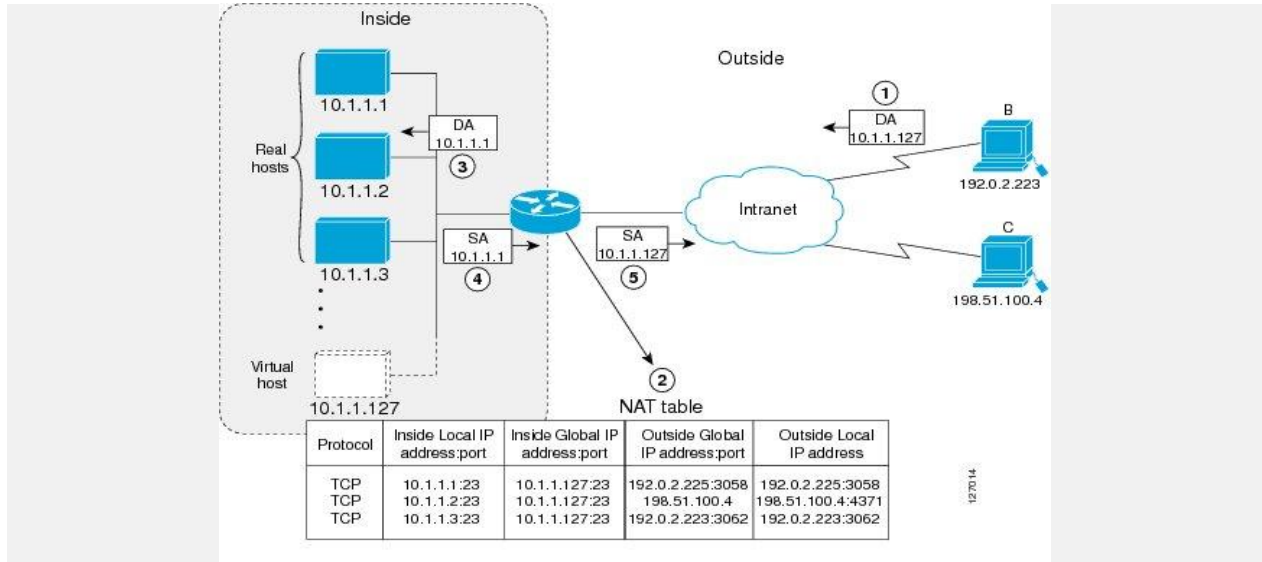 Inside
Outside
10.1.1.1
10.1.1.2
10.1.1.3
Real
hosts
Virtual
host
10.1.1.127
DA
10.1.1.1
3
SA
10.1.1.1
4
SA
10.1.1.127
5
1
DA
10.1.1.127
Intranet
B
192.0.2.223
C
198.51.100.4
2
NAT table
Protocol
Inside Local IP
address:port
Inside Global IP
address:port
Outside Global
IP address:port
Outside Local
IP address
TCP 10.1.1.1:23 10.1.1.127:23 192.0.2.225:3058 192.0.2.225:3058
TCP 10.1.1.2:23 10.1.1.127:23 198.51.100.4 198.51.100.4:4371
TCP 10.1.1.3:23 10.1.1.127:23 192.0.2.223:3062 192.0.2.223:3062
127014